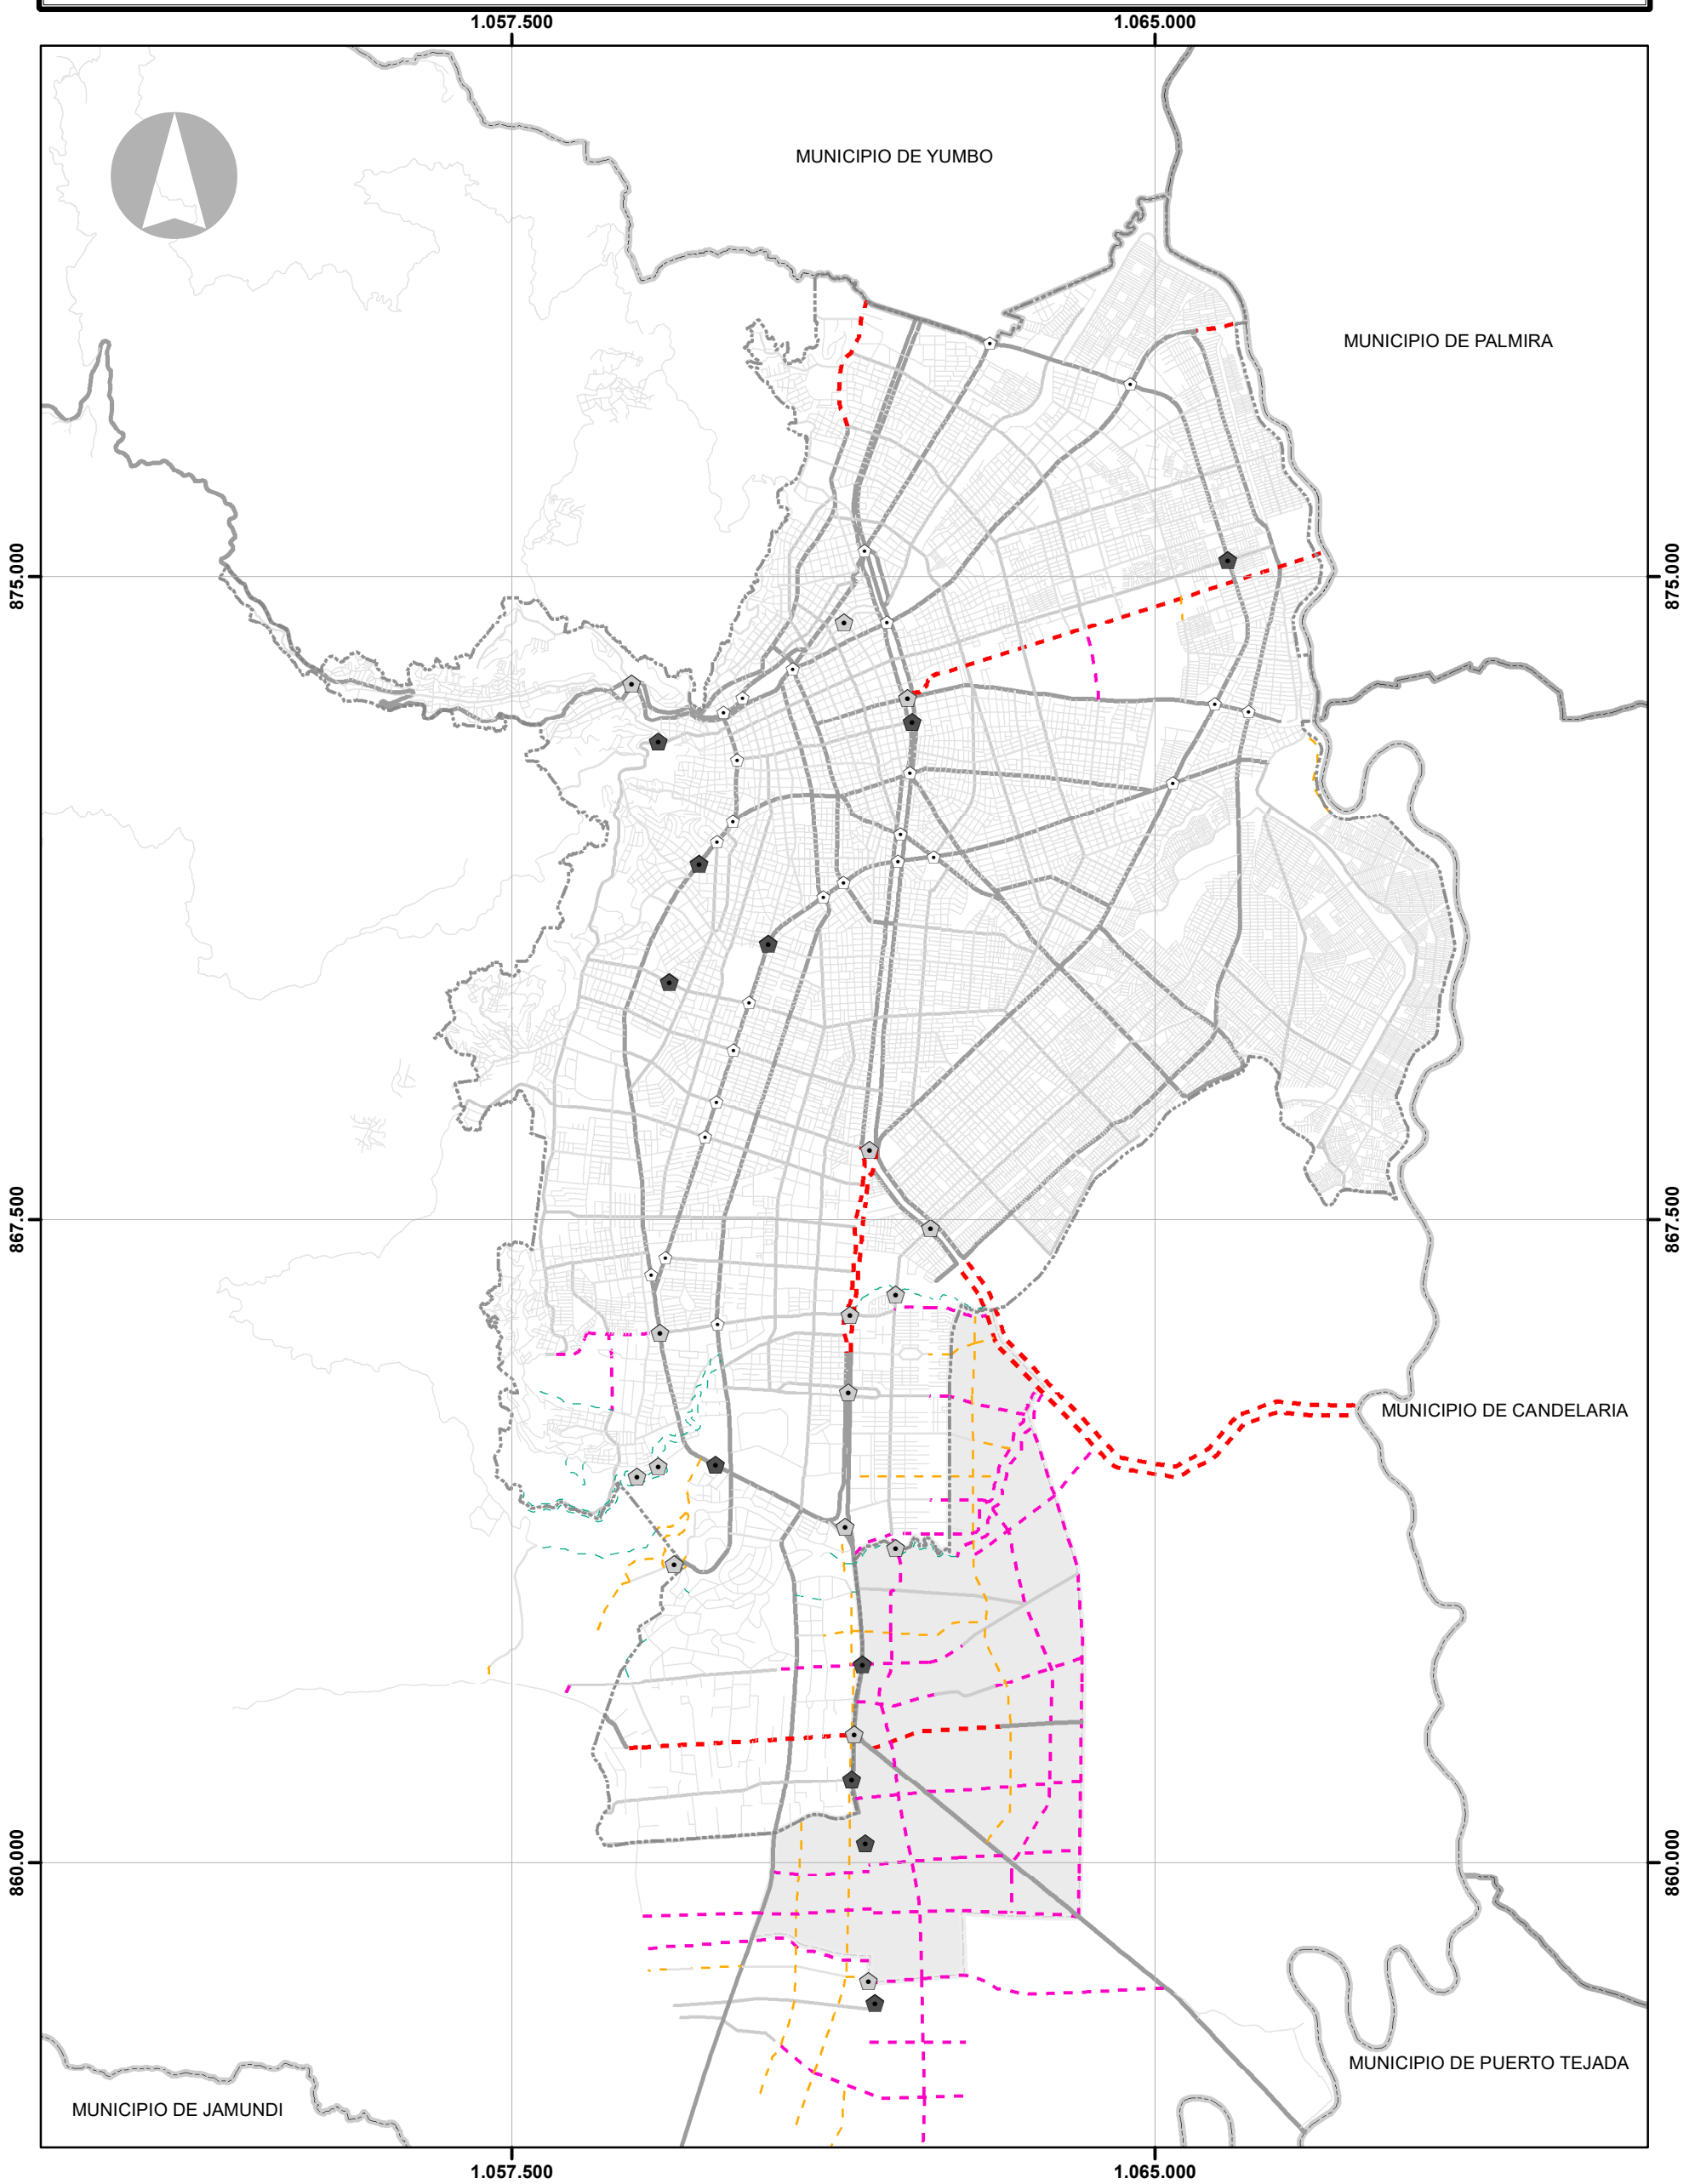 1.057.500 1.065.000
MUNICIPIO DE YUMBO
MUNICIPIO DE PALMIRA
875.000 875.000
867.500 867.500
MUNICIPIO DE CANDELARIA
860.000 860.000
MUNICIPIO DE PUERTO TEJADA
MUNICIPIO DE JAMUNDI
1.057.500 1.065.000